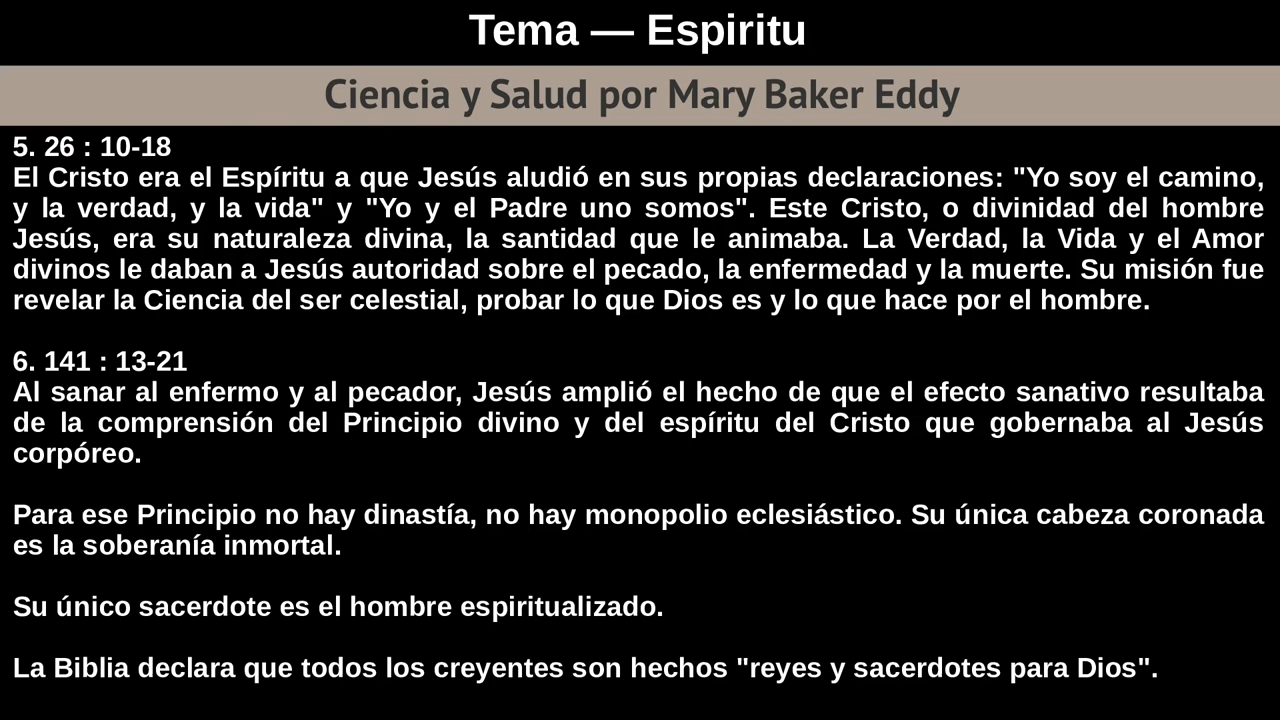 Tema — Espiritu
Ciencia y Salud por Mary Baker Eddy
5. 26 : 10-18
El Cristo era el Espíritu a que Jesús aludió en sus propias declaraciones: "Yo soy el camino,
y la verdad, y la vida" y "Yo y el Padre uno somos". Este Cristo, o divinidad del hombre
Jesús, era su naturaleza divina, la santidad que le animaba. La Verdad, la Vida y el Amor
divinos le daban a Jesús autoridad sobre el pecado, la enfermedad y la muerte. Su misión fue
revelar la Ciencia del ser celestial, probar lo que Dios es y lo que hace por el hombre.
6. 141 : 13-21
Al sanar al enfermo y al pecador, Jesús amplió el hecho de que el efecto sanativo resultaba
de la comprensión del Principio divino y del espíritu del Cristo que gobernaba al Jesús
corpóreo.
Para ese Principio no hay dinastía, no hay monopolio eclesiástico. Su única cabeza coronada
es la soberanía inmortal.
Su único sacerdote es el hombre espiritualizado.
La Biblia declara que todos los creyentes son hechos "reyes y sacerdotes para Dios".